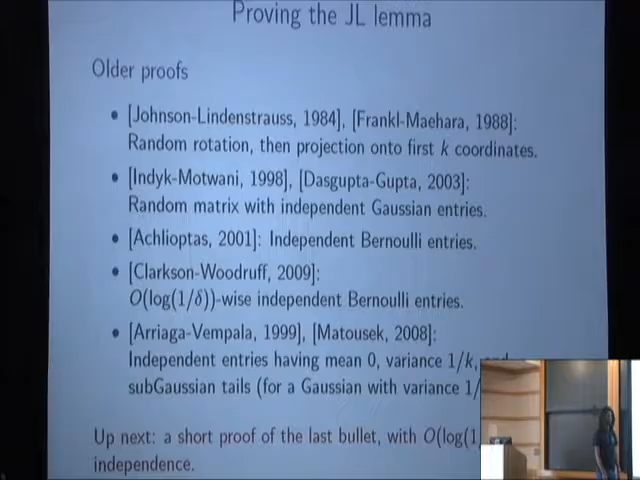 Proving the JL lemma
Older proofs
• [Johnson-Lindenstrauss, 1984], [Frankl-Maehara, 1988]:
Random rotation, then projection onto first k coordinates.
• [Indyk-Motwani, 1998], [Dasgupta-Gupta, 2003]:
Random matrix with independent Gaussian entries.
• [Achlioptas, 2001]: Independent Bernoulli entries.
• [Clarkson-Woodruff, 2009]:
O(log(1/δ))-wise independent Bernoulli entries.
• [Arriaga-Vempala, 1999], [Matousek, 2008]:
Independent entries having mean 0, variance 1/k,
subGaussian tails (for a Gaussian with variance 1/
Up next: a short proof of the last bullet, with O(log(1
independence.